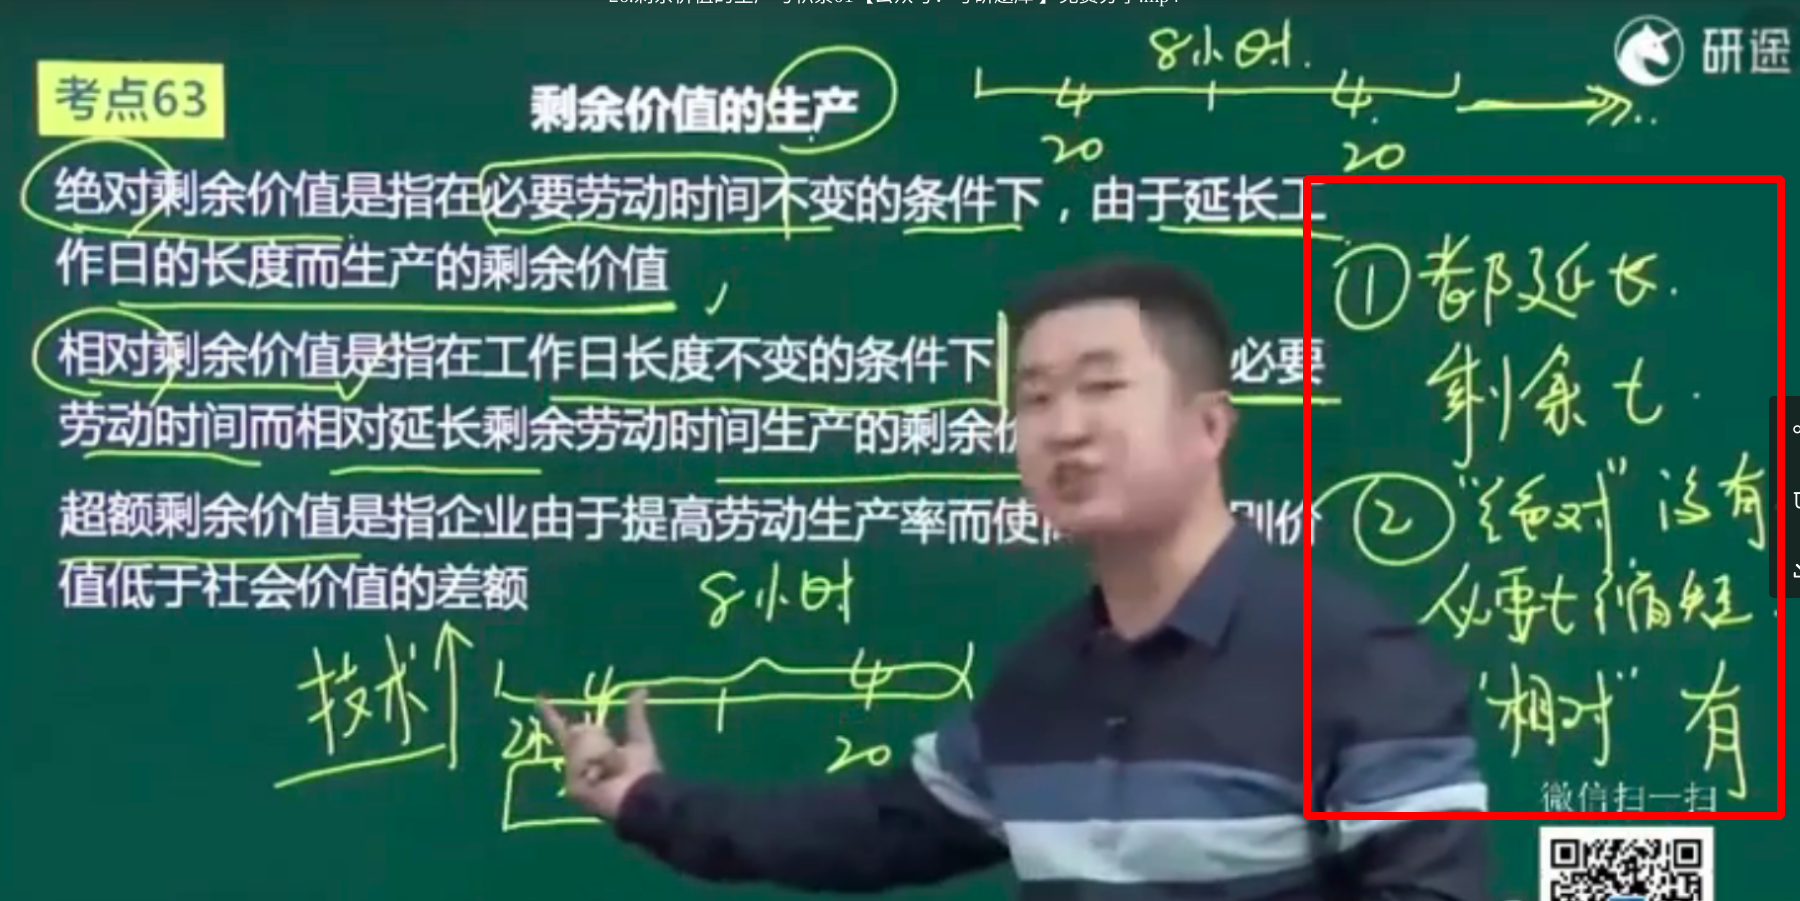 8小时.
研途
考点63
剩余价值的生产
4 4
20 20
绝对剩余价值是指在必要劳动时间不变的条件下，由于延长工
作日的长度而生产的剩余价值
相对剩余价值是指在工作日长度不变的条件下 必要
劳动时间而相对延长剩余劳动时间生产的剩余
超额剩余价值是指企业由于提高劳动生产率而使 别价
值低于社会价值的差额
① 都延长.
剩余t.
② "绝对" 没有
必要t 缩短.
"相对" 有
8小时
技术↑
4 4
20
微信扫一扫